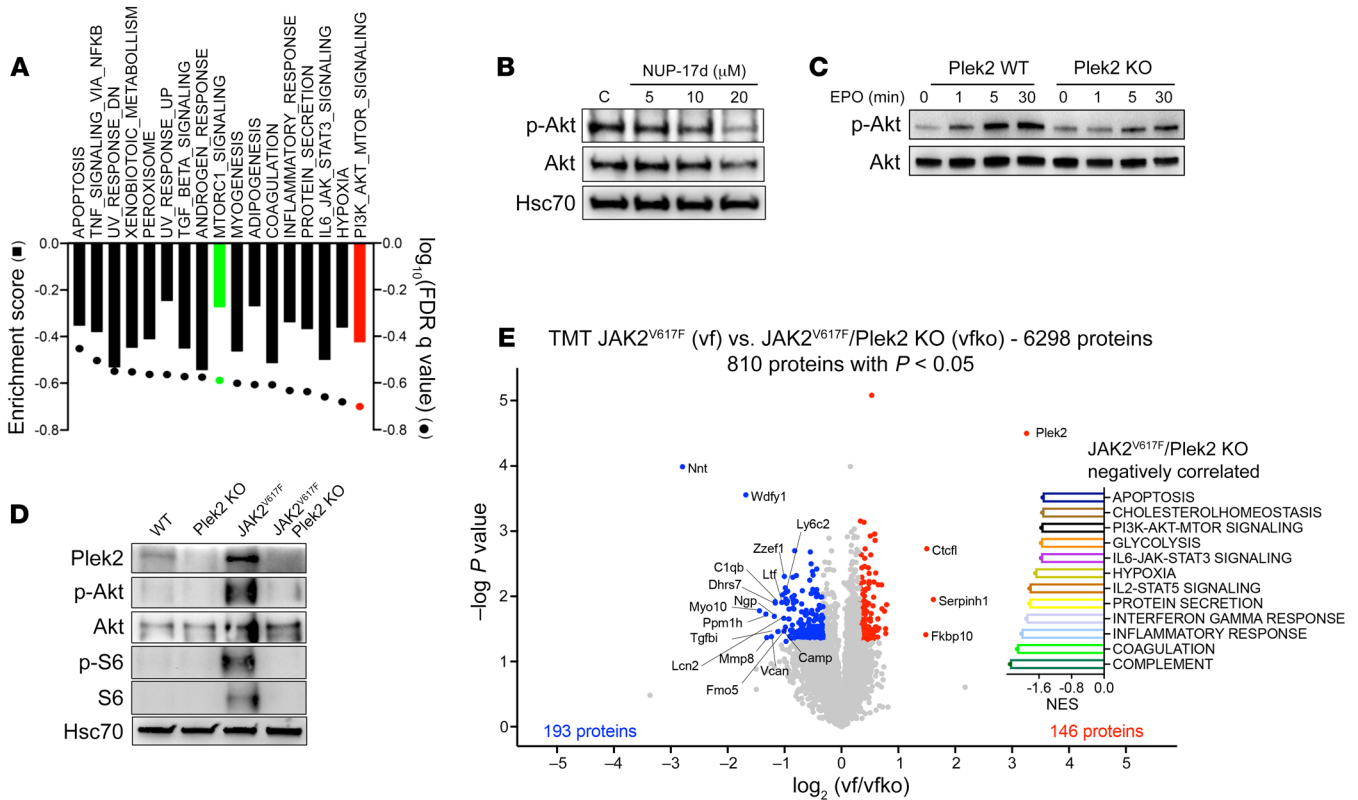 A
APOPTOSIS
TNF_SIGNALING_VIA_NFKB
UV_RESPONSE_DN
XENOBIOTIC_METABOLLISM
PEROXISOME
UV_RESPONSE_UP
TGF_BETA_SIGNALING
ANDROGEN_RESPONSE
MTORC1_SIGNALING
MYOGENESIS
ADIPOGENESIS
COAGULATION
INFLAMMATORY_RESPONSE
PROTEIN_SECRETION
IL6_JAK_STAT3_SIGNALING
HYPOXIA
PI3K_AKT_MTOR_SIGNALING
Enrichment score (■)
0.0
-0.2
-0.4
-0.6
-0.8
0.0
-0.2
-0.4
-0.6
-0.8
log10(FDR q value) (●)
B
NUP-17d (μM)
C 5 10 20
p-Akt
Akt
Hsc70
C
Plek2 WT Plek2 KO
EPO (min) 0 1 5 30 0 1 5 30
p-Akt
Akt
D
WT
Plek2 KO
JAK2V617F
JAK2V617F
Plek2 KO
Plek2
p-Akt
Akt
p-S6
S6
Hsc70
E
TMT JAK2V617F (vf) vs. JAK2V617F/Plek2 KO (vfko) - 6298 proteins
810 proteins with P < 0.05
–log P value
5
4
3
2
1
0
Plek2
Nnt
Wdfy1
Ly6c2
Zzef1
C1qb
Ltf
Dhrs7
Ngp
Myo10
Ppm1h
Tgfbi
Lcn2
Mmp8
Camp
Vcan
Fmo5
Ctcfl
Serpinh1
Fkbp10
193 proteins
146 proteins
–5 –4 –3 –2 –1 0 1 2 3 4 5
log2 (vf/vfko)
JAK2V617F/Plek2 KO
negatively correlated
APOPTOSIS
CHOLESTEROLHOMEOSTASIS
PI3K-AKT-MTOR SIGNALING
GLYCOLYSIS
IL6-JAK-STAT3 SIGNALING
HYPOXIA
IL2-STAT5 SIGNALING
PROTEIN SECRETION
INTERFERON GAMMA RESPONSE
INFLAMMATORY RESPONSE
COAGULATION
COMPLEMENT
-1.6 -0.8 0.0
NES